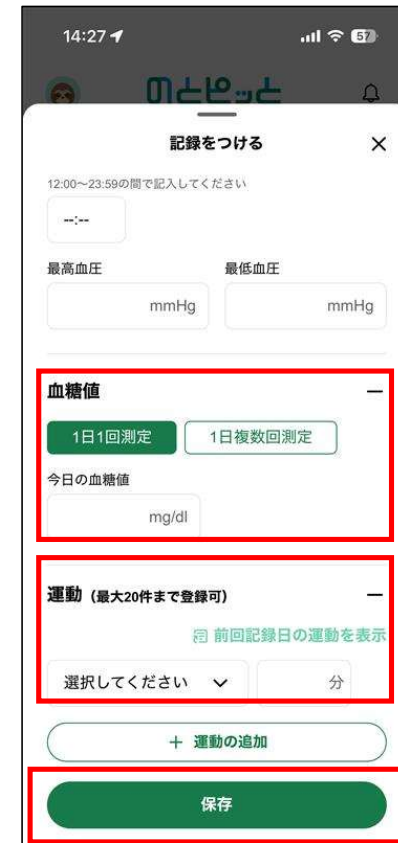 14:27 57
のとピっと
記録をつける ×
12:00〜23:59の間で記入してください
--:--
最高血圧 最低血圧
mmHg mmHg
血糖値 −
1日1回測定 1日複数回測定
今日の血糖値
mg/dl
運動 (最大20件まで登録可) −
前回記録日の運動を表示
選択してください 分
+ 運動の追加
保存